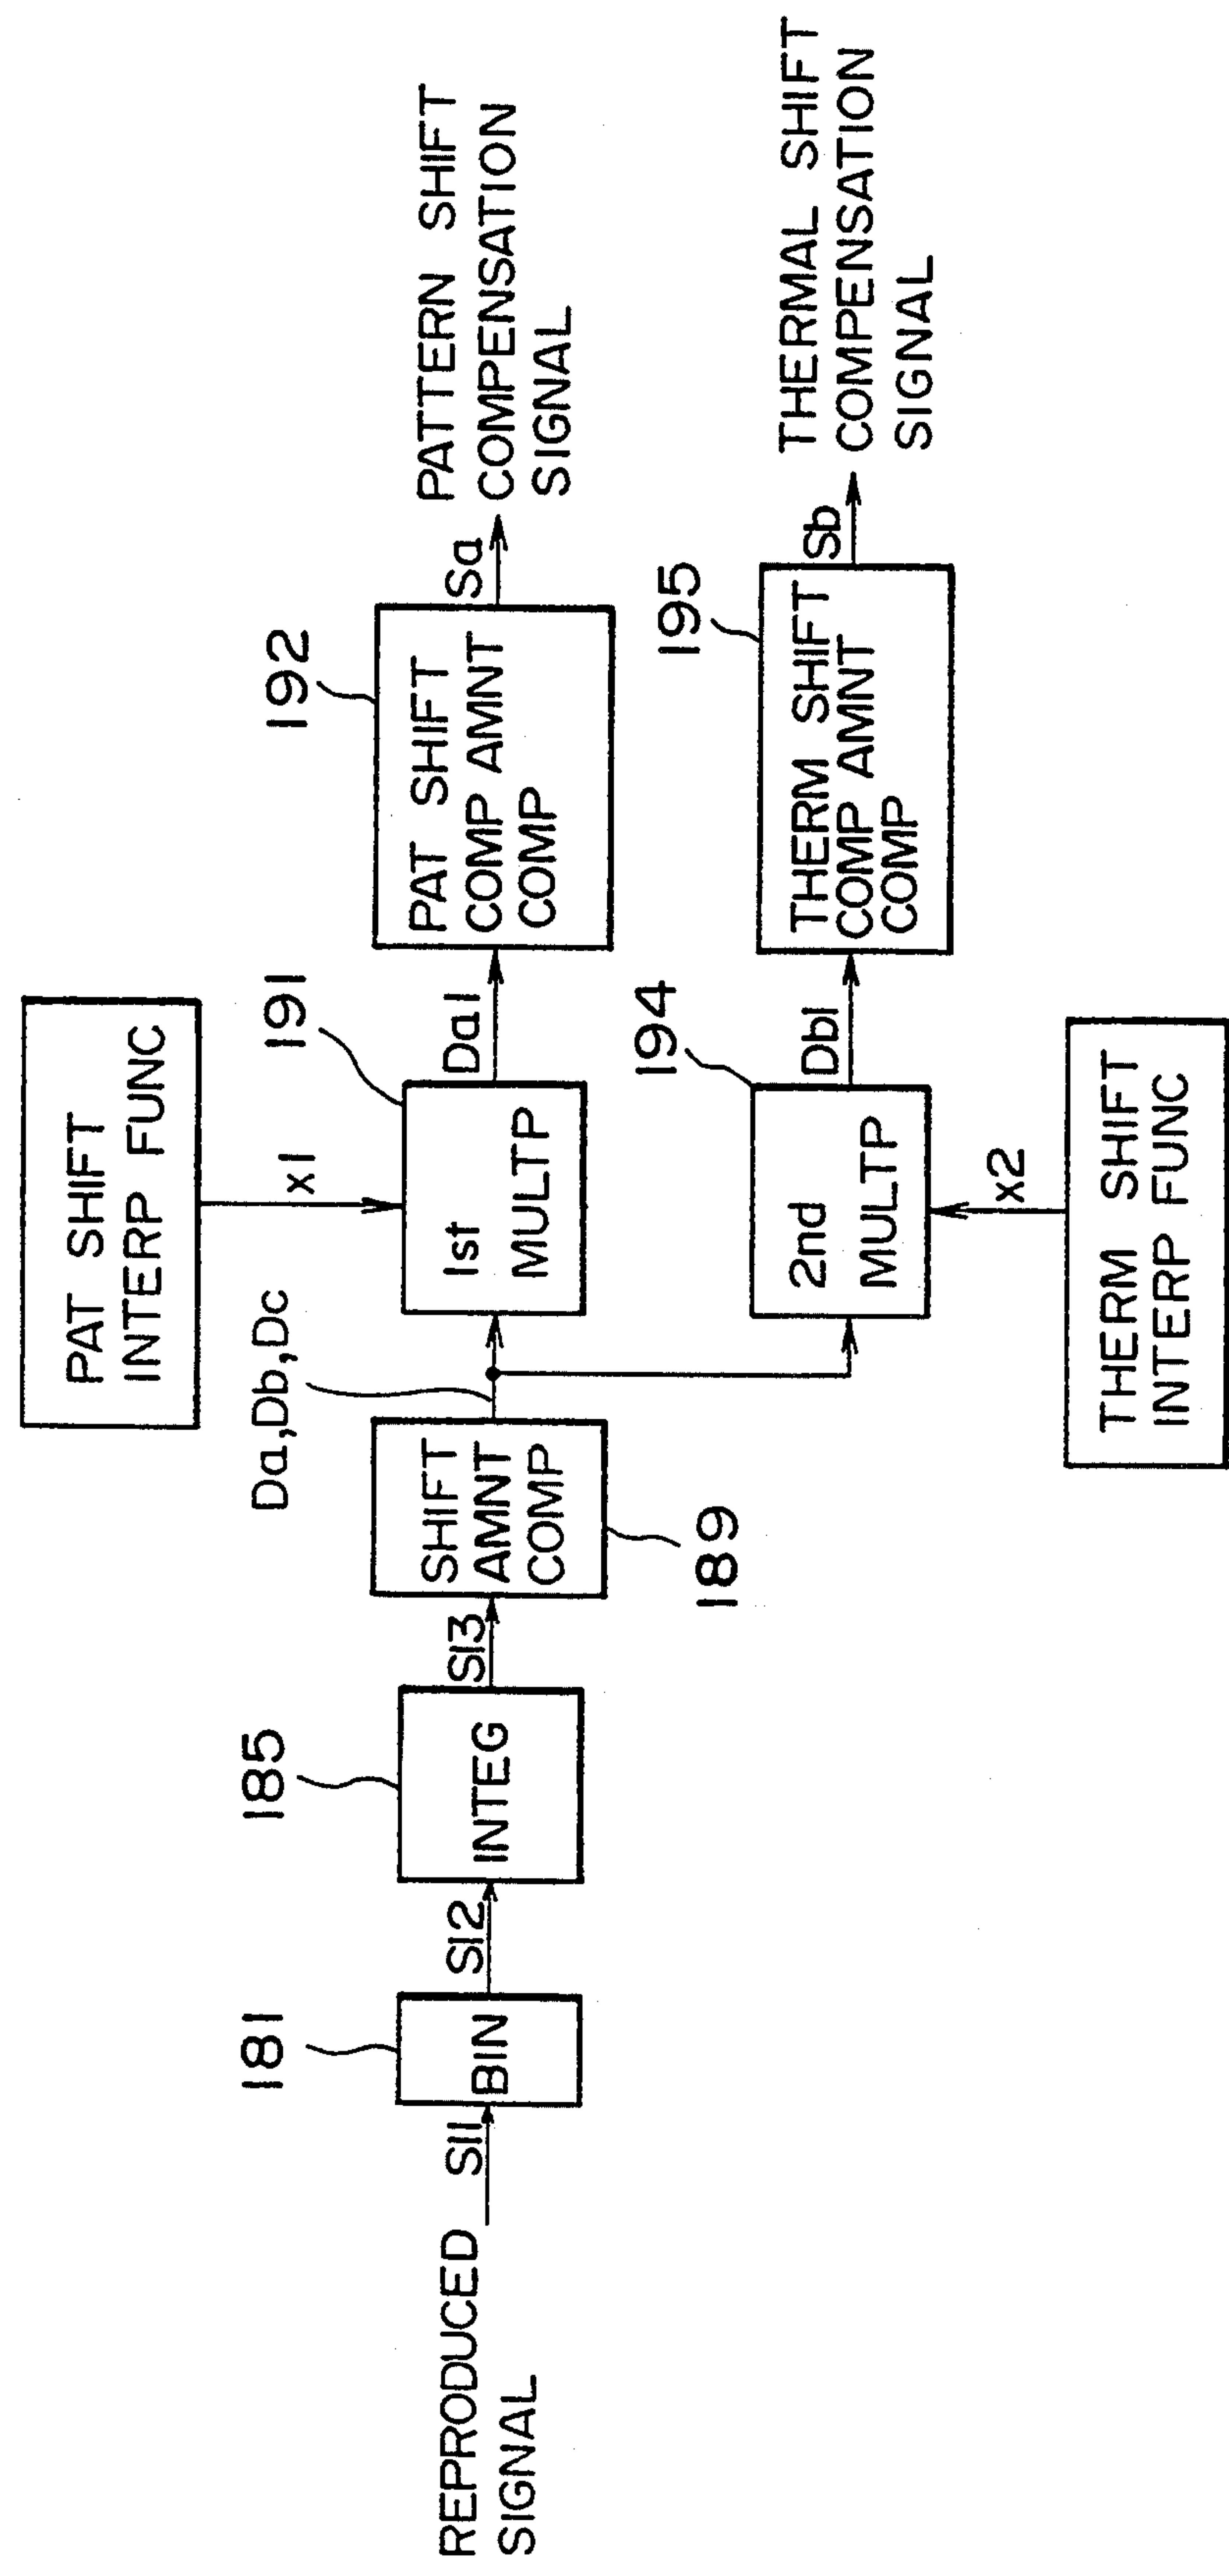 REPRODUCED
SIGNAL
S11
181
BIN
S12
185
INTEG
S13
189
SHIFT
AMNT
COMP
Da,Db,Dc
PAT SHIFT
INTERP FUNC
x1
191
1st
MULTP
Da1
192
PAT SHIFT
COMP AMNT
COMP
Sa
PATTERN SHIFT
COMPENSATION
SIGNAL
194
2nd
MULTP
x2
THERM SHIFT
INTERP FUNC
Db1
195
THERM SHIFT
COMP AMNT
COMP
Sb
THERMAL SHIFT
COMPENSATION
SIGNAL